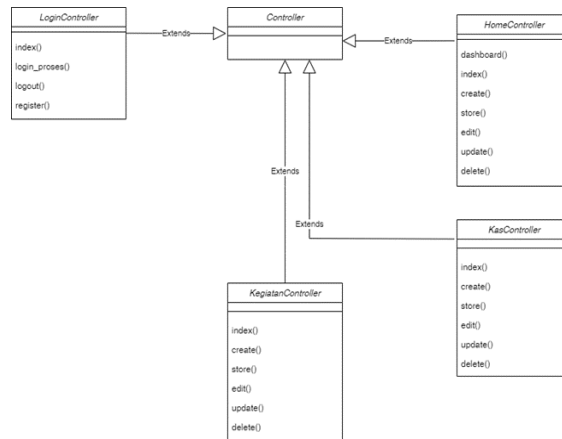 LoginController
index()
login_proses()
logout()
register()
Extends
Controller
Extends
HomeController
dashboard()
index()
create()
store()
edit()
update()
delete()
Extends
Extends
KasController
index()
create()
store()
edit()
update()
delete()
KegiatanController
index()
create()
store()
edit()
update()
delete()